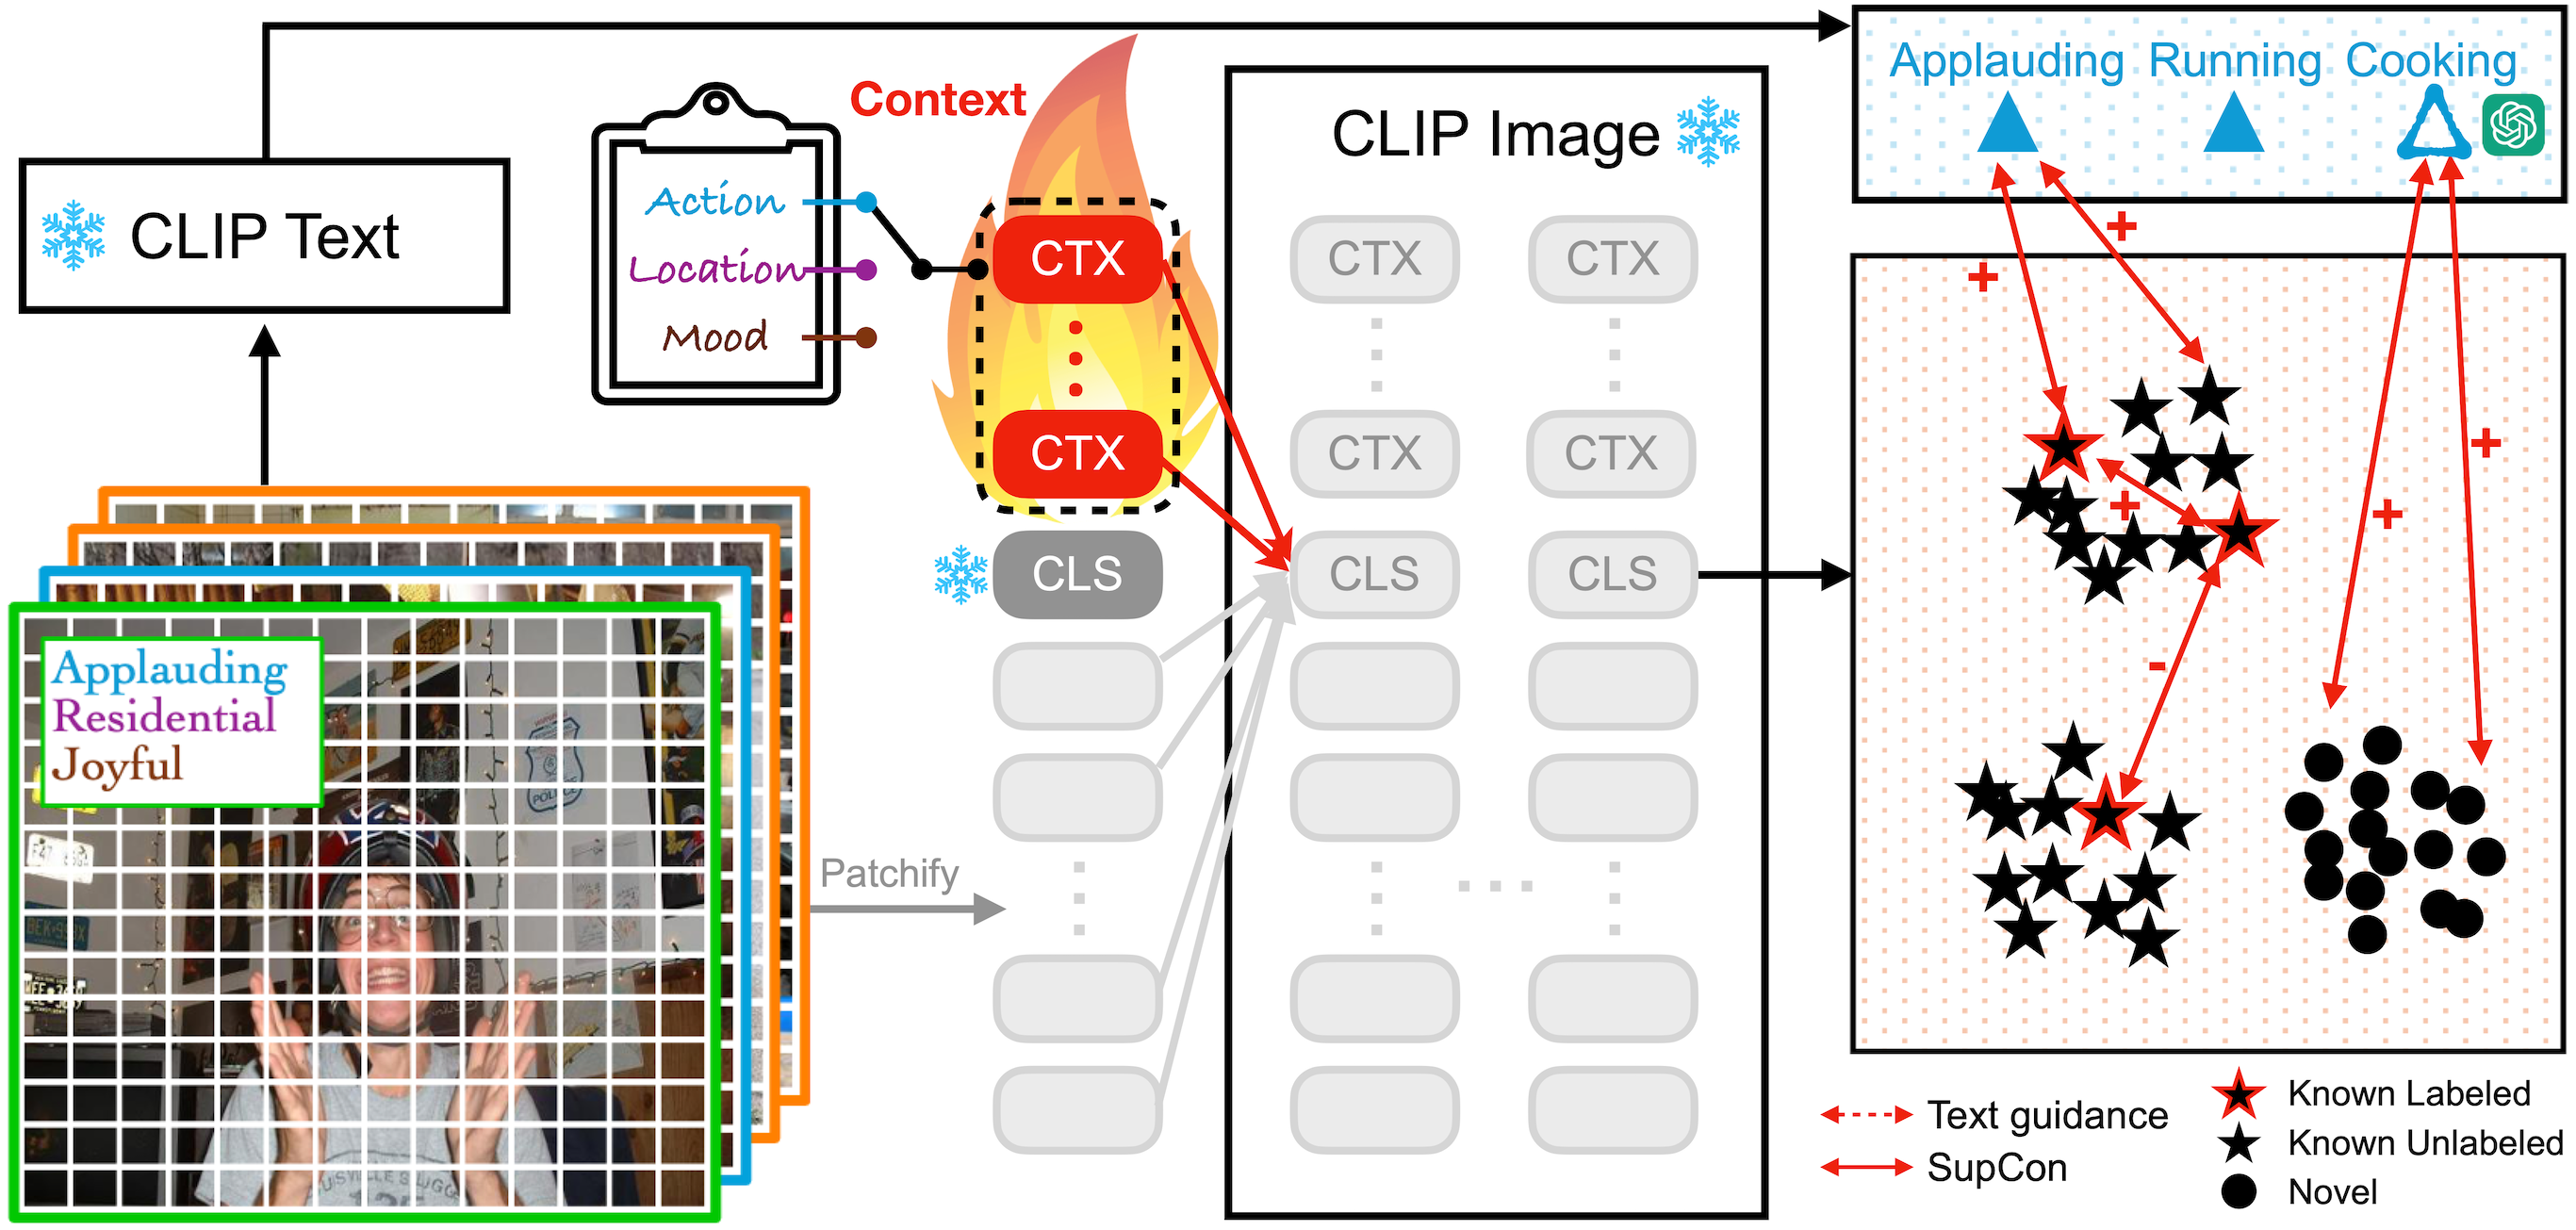 CLIP Text
Action
Location
Mood
Context
CTX
CTX
CLS
CLIP Image
CTX CTX
CTX CTX
CLS CLS
Applauding Running Cooking
+
+
+
+
+
-
Applauding
Residential
Joyful
POLICE
Patchify
Text guidance
SupCon
Known Labeled
Known Unlabeled
Novel